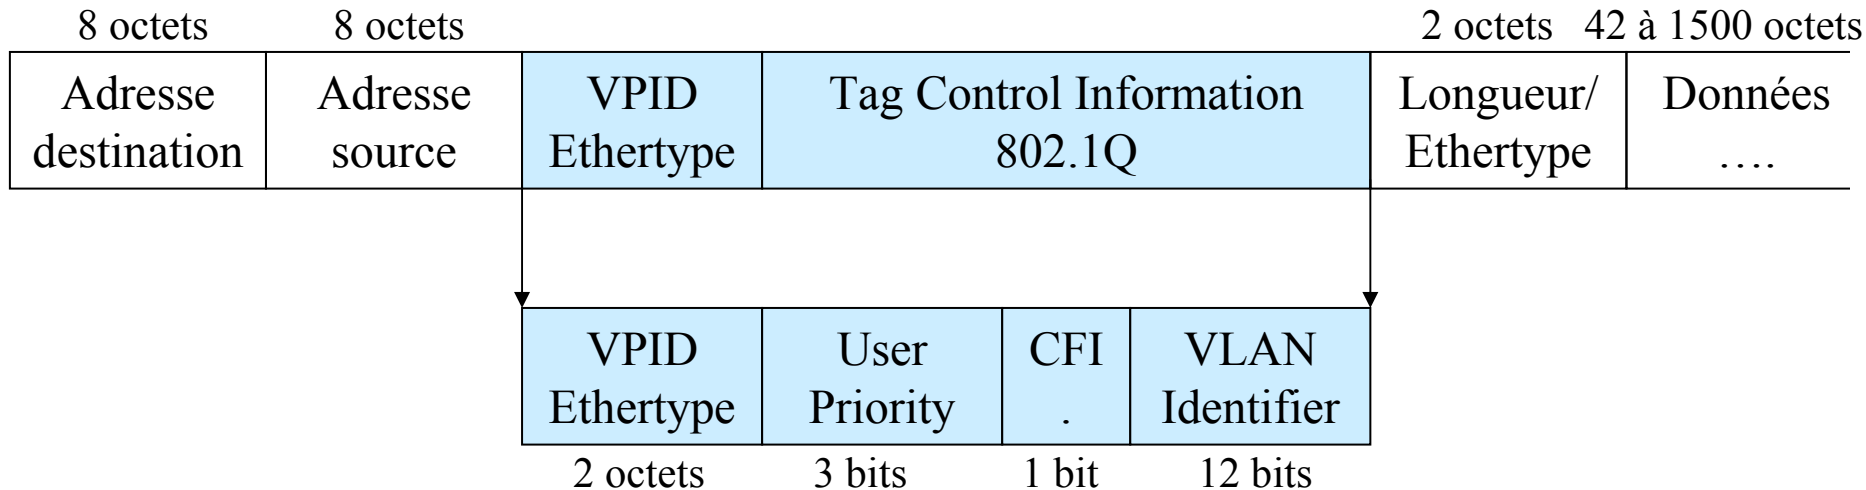 8 octets 8 octets 2 octets 42 à 1500 octets
Adresse destination
Adresse source
VPID Ethertype
Tag Control Information 802.1Q
Longueur/ Ethertype
Données ....
VPID Ethertype
User Priority
CFI .
VLAN Identifier
2 octets 3 bits 1 bit 12 bits